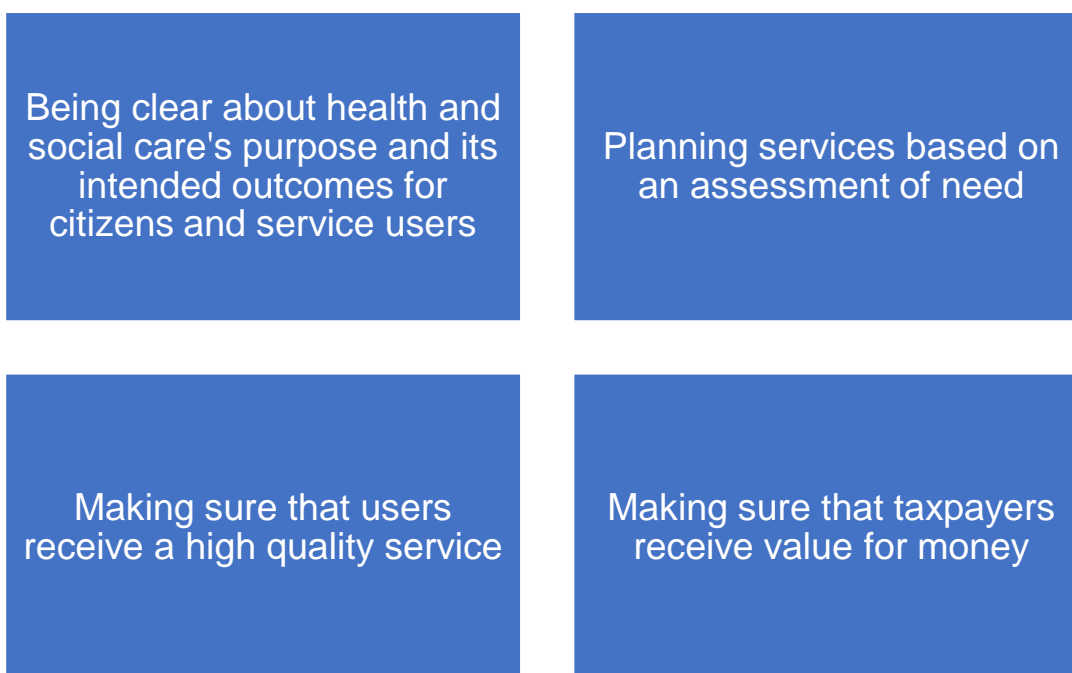 Being clear about health and
social care's purpose and its
intended outcomes for
citizens and service users
Planning services based on
an assessment of need
Making sure that users
receive a high quality service
Making sure that taxpayers
receive value for money